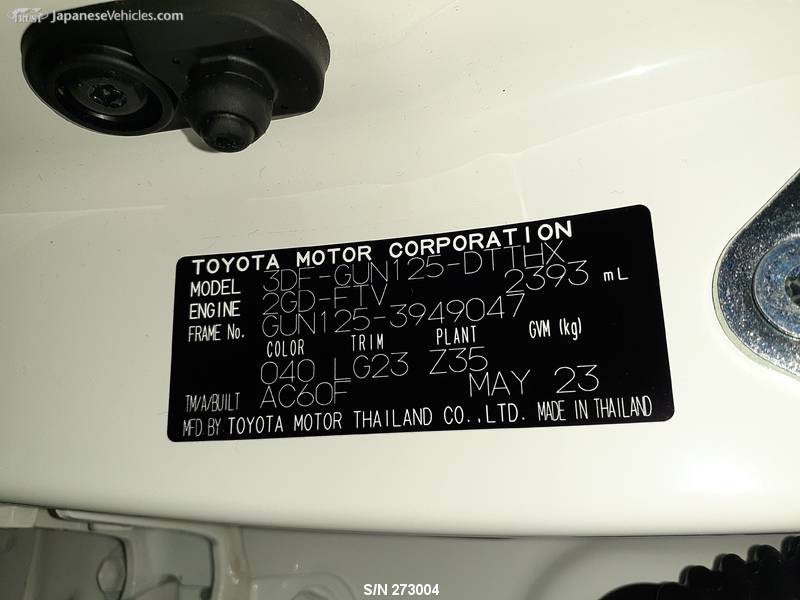 TRUST JapaneseVehicles.com
TOYOTA MOTOR CORPORATION
MODEL 3DF-GUN125-DTTHX
ENGINE 2GD-FTV 2393 mL
FRAME No. GUN125-3949047
COLOR TRIM PLANT GVM (kg)
040 LG23 Z35
TM/A/BUILT AC60F MAY 23
MFD BY TOYOTA MOTOR THAILAND CO.,LTD. MADE IN THAILAND
S/N 273004